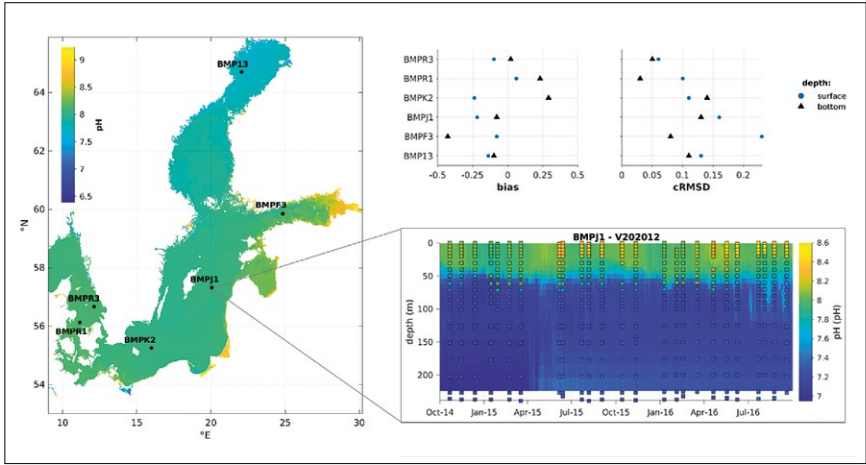 BMP13
BMPF3
BMPJ1
BMPR3
BMPR1
BMPK2
9
8.5
8
7.5
7
6.5
pH
64
62
60
58
56
54
°N
10
15
20
25
30
°E
BMPR3
BMPR1
BMPK2
BMPJ1
BMPF3
BMP13
-0.5
-0.25
0
0.25
0.5
bias
0
0.05
0.1
0.15
0.2
cRMSD
depth:
surface
bottom
BMPJ1 - V202012
0
50
100
150
200
depth (m)
Oct-14
Jan-15
Apr-15
Jul-15
Oct-15
Jan-16
Apr-16
Jul-16
8.6
8.4
8.2
8
7.8
7.6
7.4
7.2
7
pH (pH)